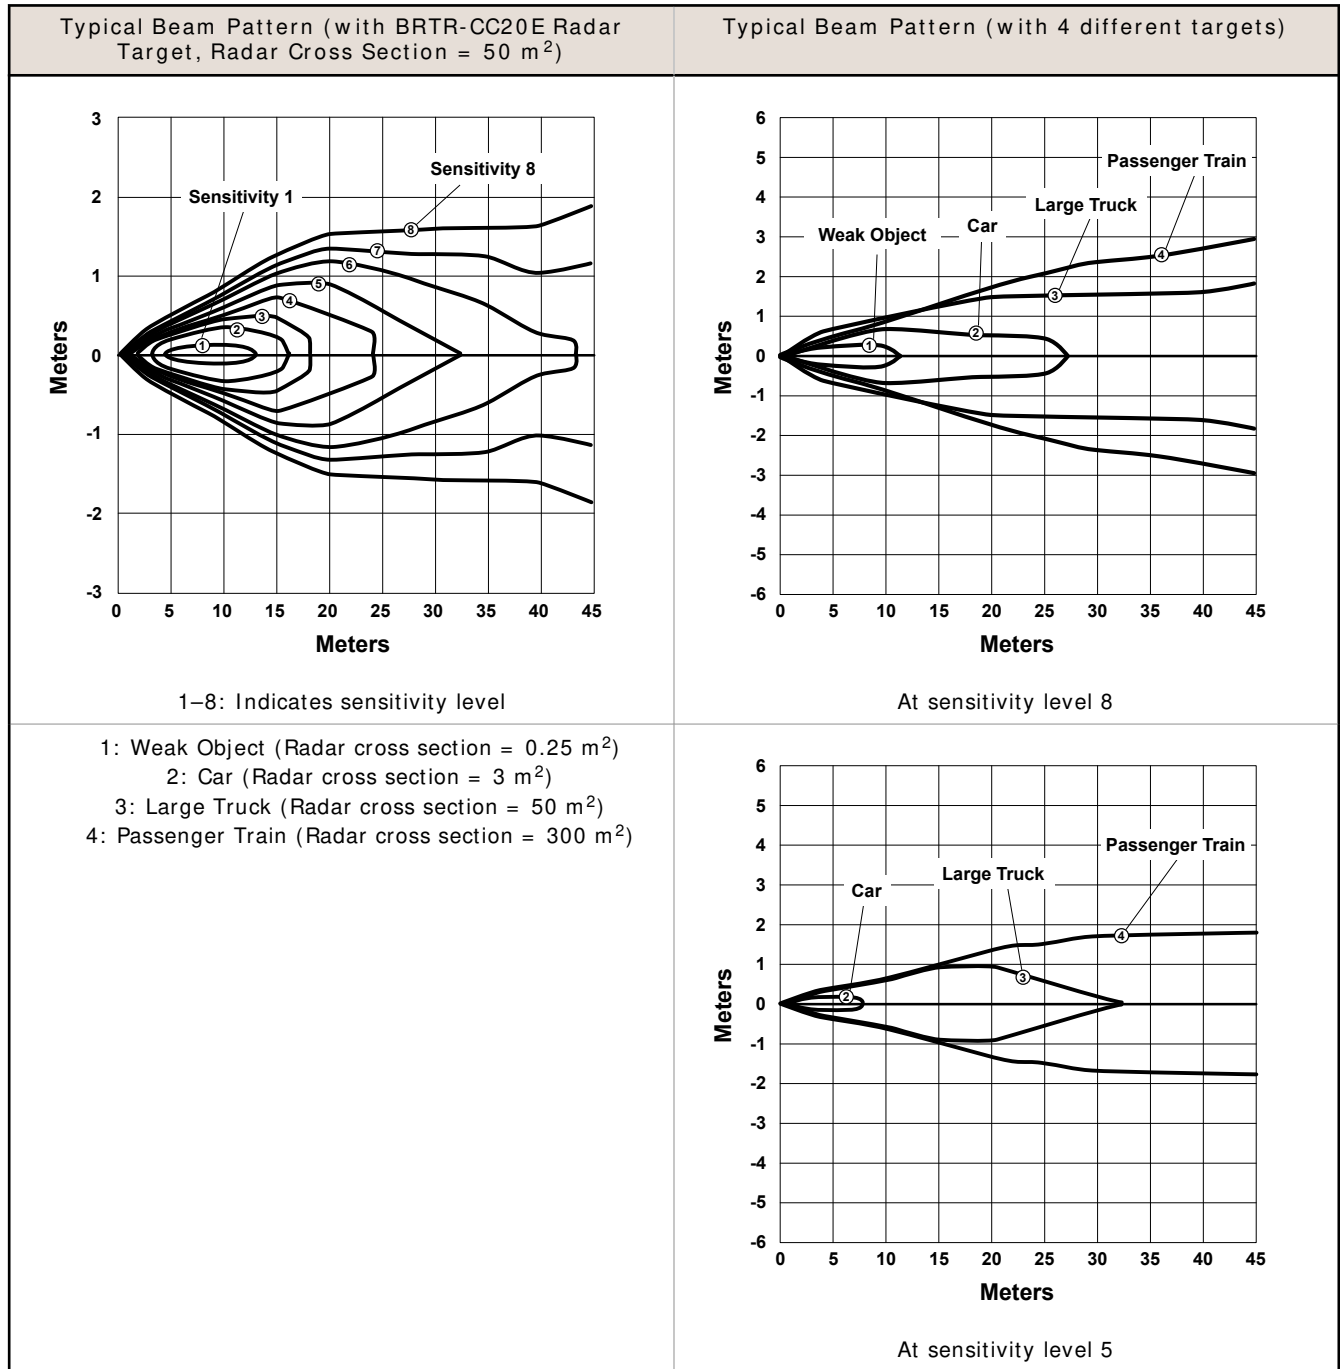 Typical Beam Pattern (with BRTR-CC20E Radar
Target, Radar Cross Section = 50 m²)
Typical Beam Pattern (with 4 different targets)
3
2
1
0
-1
-2
-3
Meters
Sensitivity 1
Sensitivity 8
8
7
6
5
4
3
2
1
0 5 10 15 20 25 30 35 40 45
Meters
1–8: Indicates sensitivity level
6
5
4
3
2
1
0
-1
-2
-3
-4
-5
-6
Meters
Passenger Train
Large Truck
Car
Weak Object
4
3
2
1
0 5 10 15 20 25 30 35 40 45
Meters
At sensitivity level 8
1: Weak Object (Radar cross section = 0.25 m²)
2: Car (Radar cross section = 3 m²)
3: Large Truck (Radar cross section = 50 m²)
4: Passenger Train (Radar cross section = 300 m²)
6
5
4
3
2
1
0
-1
-2
-3
-4
-5
-6
Meters
Passenger Train
Large Truck
Car
4
3
2
0 5 10 15 20 25 30 35 40 45
Meters
At sensitivity level 5